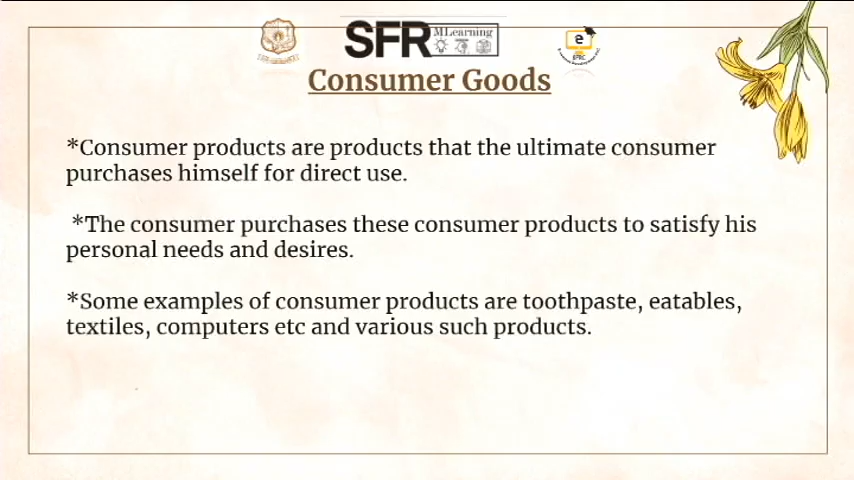 SFR MLearning
e
EPRC
Consumer Goods
*Consumer products are products that the ultimate consumer
purchases himself for direct use.
*The consumer purchases these consumer products to satisfy his
personal needs and desires.
*Some examples of consumer products are toothpaste, eatables,
textiles, computers etc and various such products.